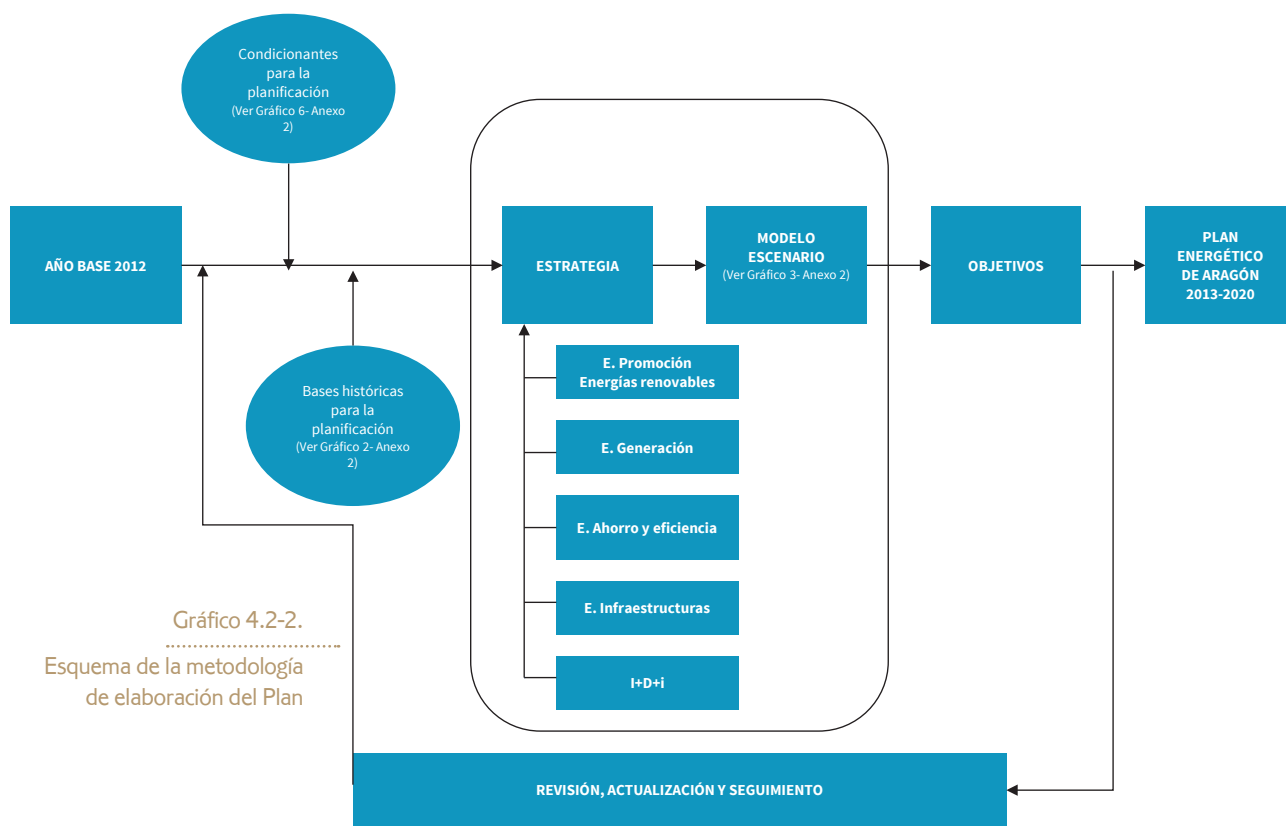 Condicionantes
para la
planificación
(Ver Gráfico 6- Anexo
2)
AÑO BASE 2012
ESTRATEGIA
MODELO
ESCENARIO
(Ver Gráfico 3- Anexo 2)
OBJETIVOS
PLAN
ENERGÉTICO
DE ARAGÓN
2013-2020
Bases históricas
para la
planificación
(Ver Gráfico 2- Anexo
2)
E. Promoción
Energías renovables
E. Generación
E. Ahorro y eficiencia
E. Infraestructuras
I+D+i
Gráfico 4.2-2.
Esquema de la metodología
de elaboración del Plan
REVISIÓN, ACTUALIZACIÓN Y SEGUIMIENTO